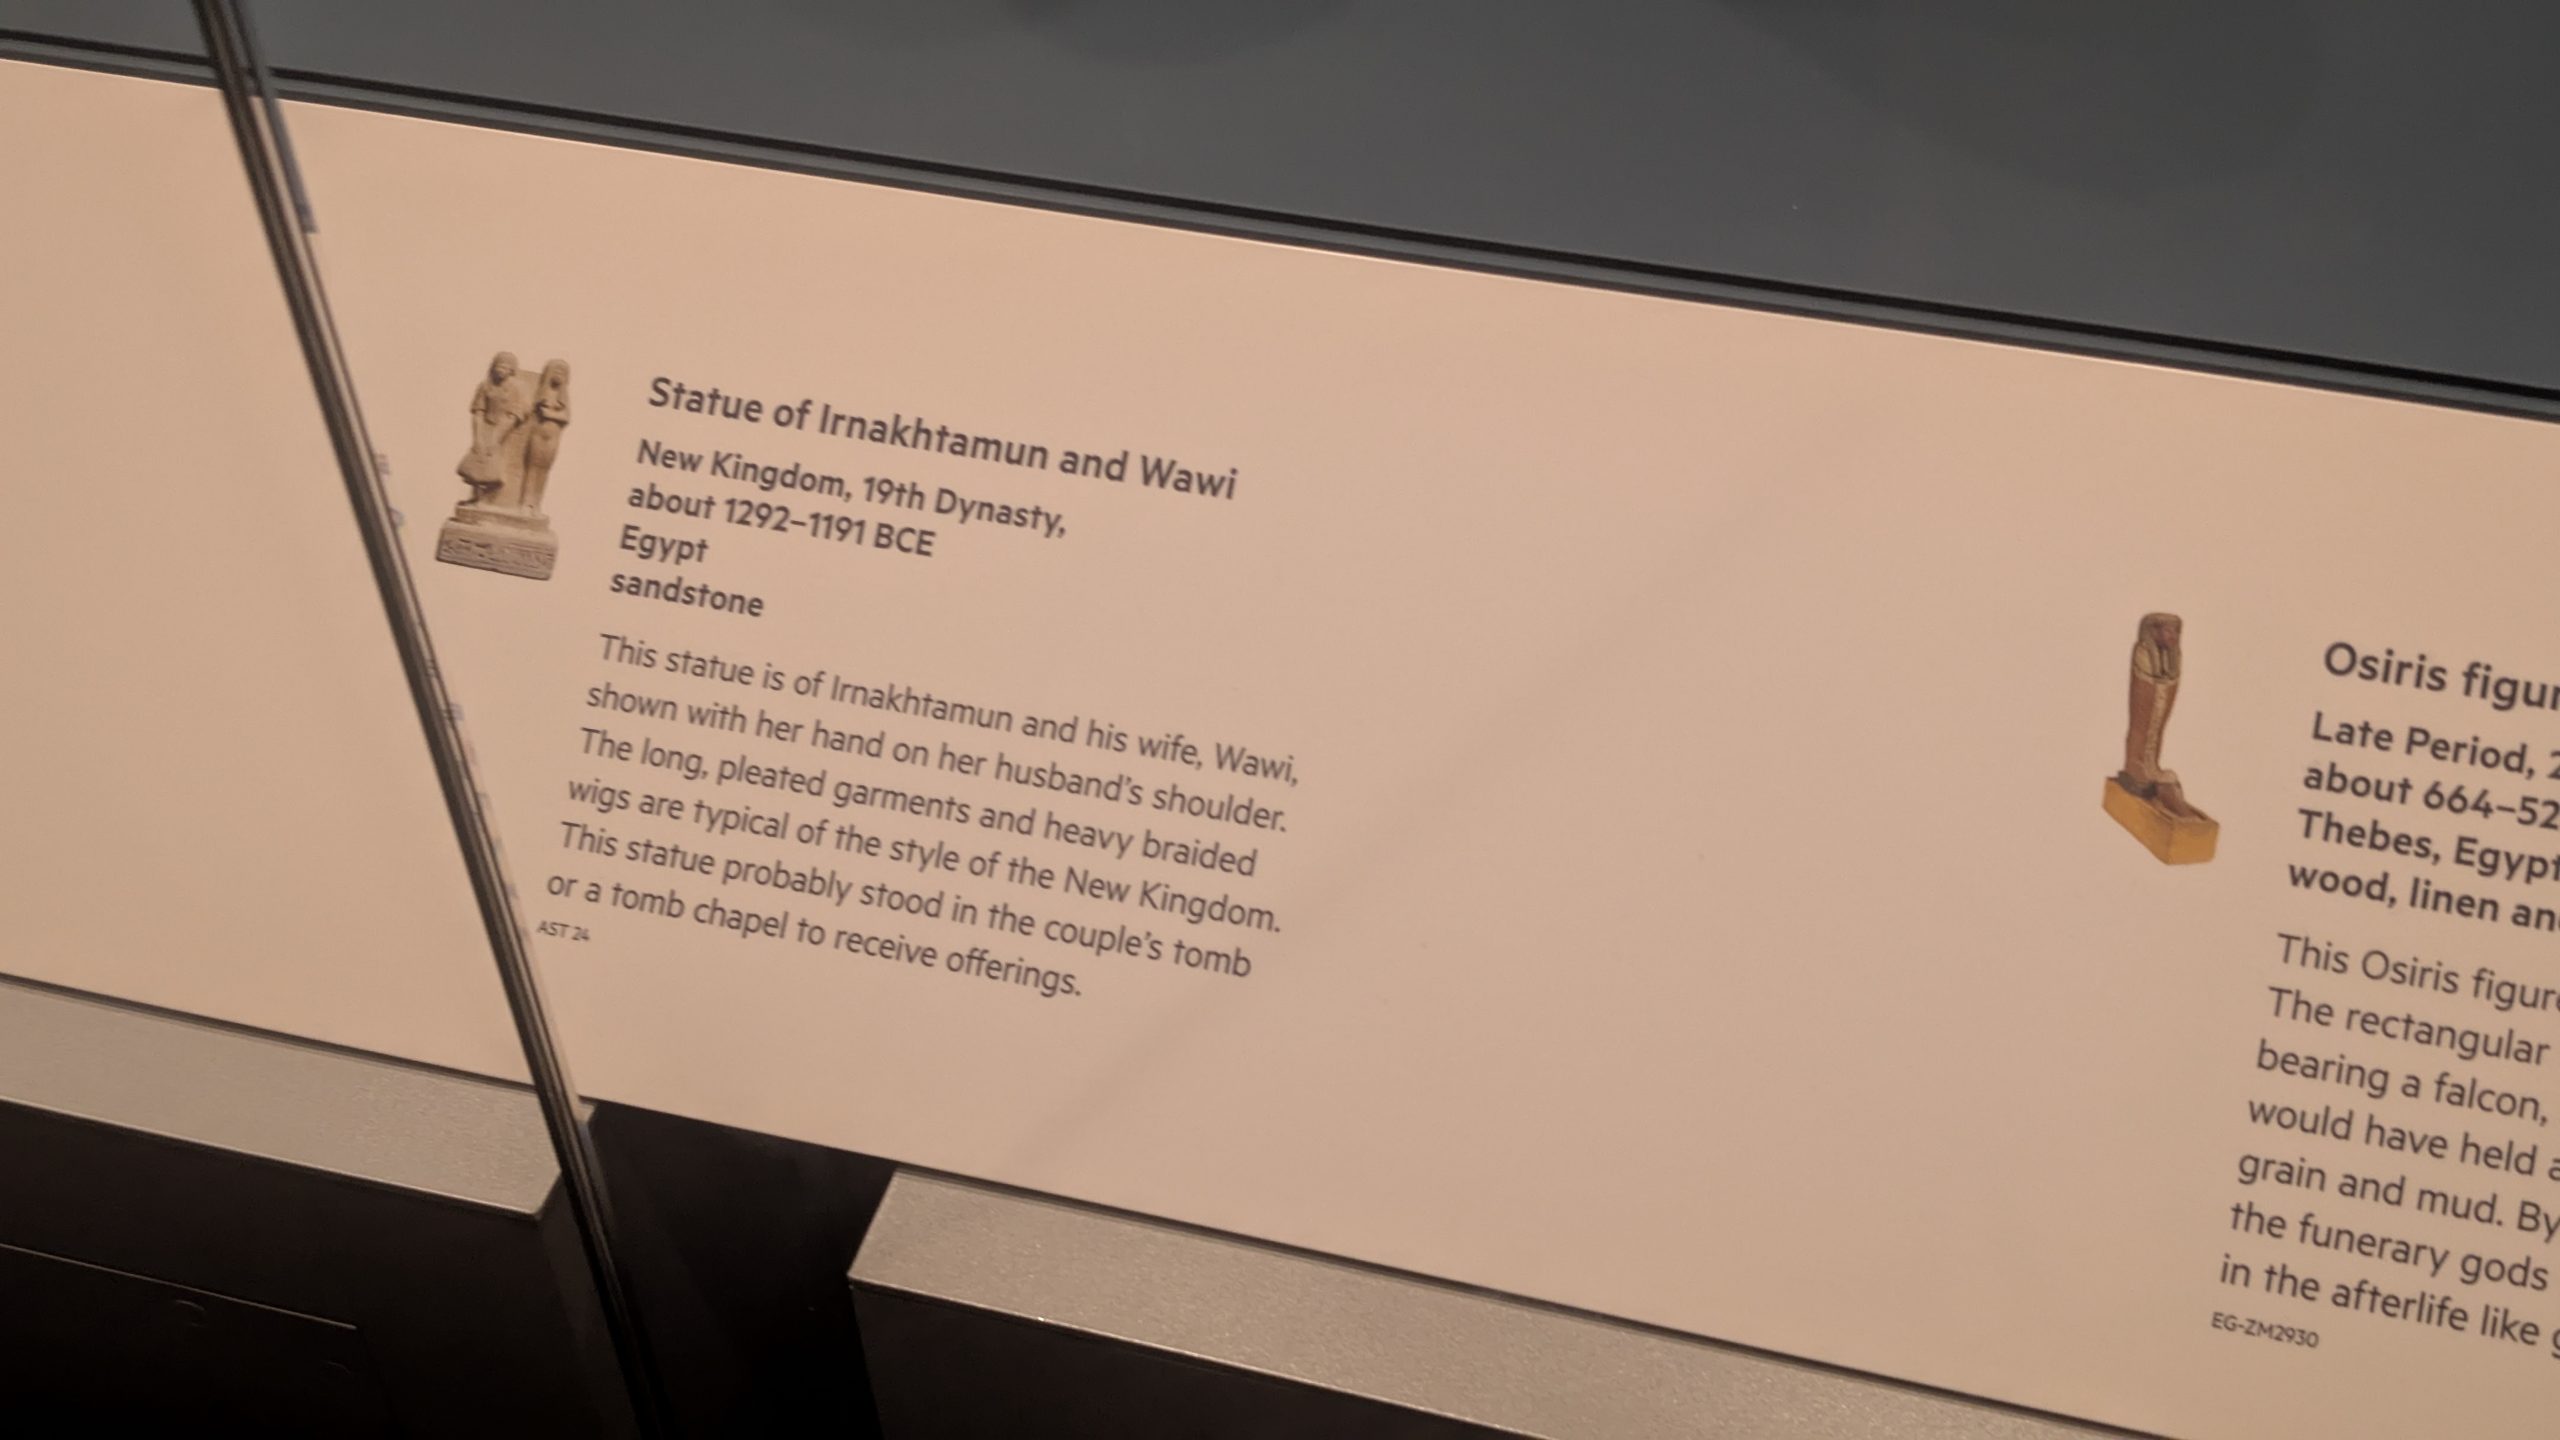 Statue of Irnakhtamun and Wawi
New Kingdom, 19th Dynasty,
about 1292–1191 BCE
Egypt
sandstone
This statue is of Irnakhtamun and his wife, Wawi,
shown with her hand on her husband's shoulder.
The long, pleated garments and heavy braided
wigs are typical of the style of the New Kingdom.
This statue probably stood in the couple's tomb
or a tomb chapel to receive offerings.
AST 24
Osiris
Late Period,
about
Thebes, Egypt
wood, linen
This Osiris
The rectangular
bearing a falcon,
would have held
grain and mud. By
the funerary gods
in the afterlife like
EG-ZM2930